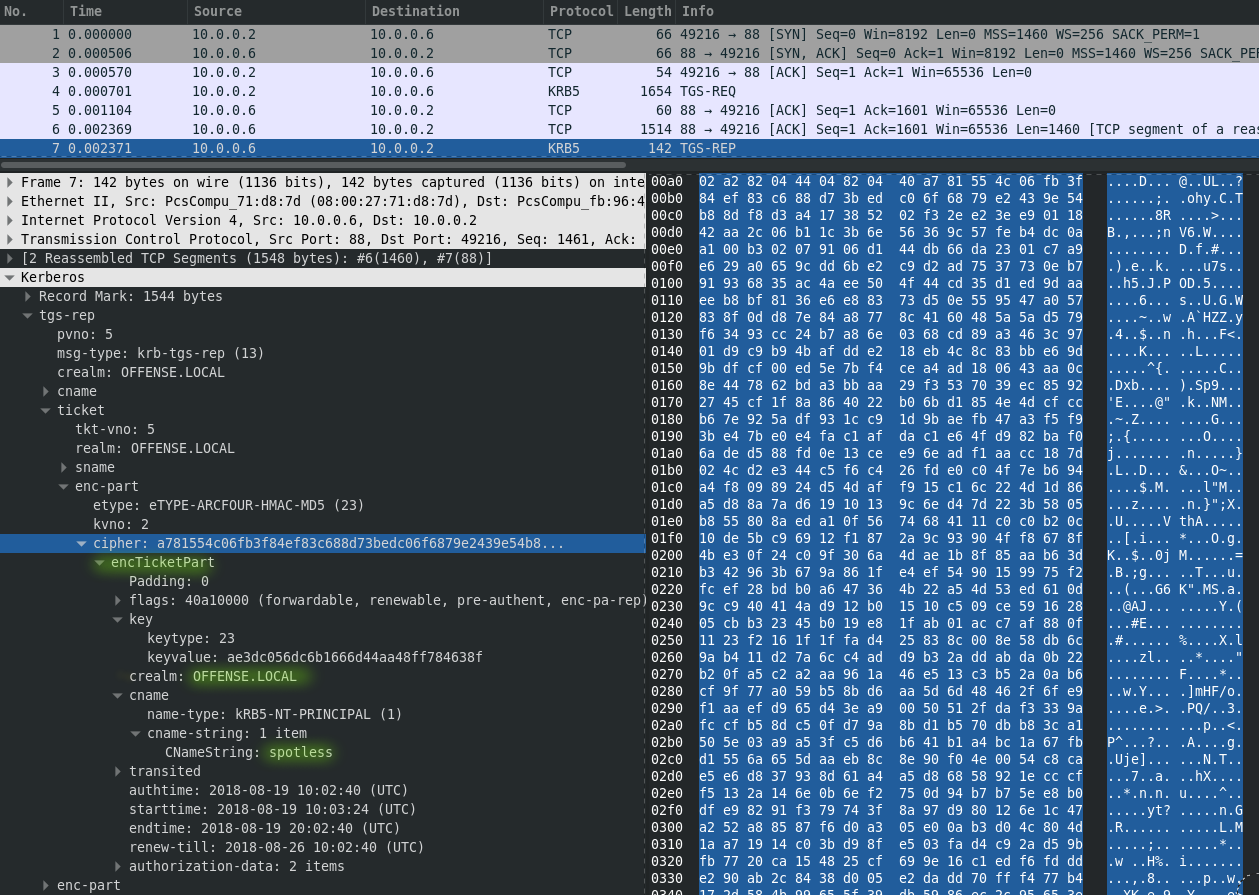 No. Time Source Destination Protocol Length Info
1 0.000000 10.0.0.2 10.0.0.6 TCP 66 49216 → 88 [SYN] Seq=0 Win=8192 Len=0 MSS=1460 WS=256 SACK_PERM=1
2 0.000506 10.0.0.6 10.0.0.2 TCP 66 88 → 49216 [SYN, ACK] Seq=0 Ack=1 Win=8192 Len=0 MSS=1460 WS=256 SACK_PE
3 0.000570 10.0.0.2 10.0.0.6 TCP 54 49216 → 88 [ACK] Seq=1 Ack=1 Win=65536 Len=0
4 0.000701 10.0.0.2 10.0.0.6 KRB5 1654 TGS-REQ
5 0.001104 10.0.0.6 10.0.0.2 TCP 60 88 → 49216 [ACK] Seq=1 Ack=1601 Win=65536 Len=0
6 0.002369 10.0.0.6 10.0.0.2 TCP 1514 88 → 49216 [ACK] Seq=1 Ack=1601 Win=65536 Len=1460 [TCP segment of a reas
7 0.002371 10.0.0.6 10.0.0.2 KRB5 142 TGS-REP
Frame 7: 142 bytes on wire (1136 bits), 142 bytes captured (1136 bits) on inte
Ethernet II, Src: PcsCompu_71:d8:7d (08:00:27:71:d8:7d), Dst: PcsCompu_fb:96:4
Internet Protocol Version 4, Src: 10.0.0.6, Dst: 10.0.0.2
Transmission Control Protocol, Src Port: 88, Dst Port: 49216, Seq: 1461, Ack:
[2 Reassembled TCP Segments (1548 bytes): #6(1460), #7(88)]
Kerberos
Record Mark: 1544 bytes
tgs-rep
pvno: 5
msg-type: krb-tgs-rep (13)
crealm: OFFENSE.LOCAL
cname
ticket
tkt-vno: 5
realm: OFFENSE.LOCAL
sname
enc-part
etype: eTYPE-ARCFOUR-HMAC-MD5 (23)
kvno: 2
cipher: a781554c06fb3f84ef83c688d73bedc06f6879e2439e54b8...
encTicketPart
Padding: 0
flags: 40a10000 (forwardable, renewable, pre-authent, enc-pa-rep)
key
keytype: 23
keyvalue: ae3dc056dc6b1666d44aa48ff784638f
crealm: OFFENSE.LOCAL
cname
name-type: kRB5-NT-PRINCIPAL (1)
cname-string: 1 item
CNameString: spotless
transited
authtime: 2018-08-19 10:02:40 (UTC)
starttime: 2018-08-19 10:03:24 (UTC)
endtime: 2018-08-19 20:02:40 (UTC)
renew-till: 2018-08-26 10:02:40 (UTC)
authorization-data: 2 items
enc-part
00a0 02 a2 82 04 44 04 82 04 40 a7 81 55 4c 06 fb 3f ....D... @..UL..?
00b0 84 ef 83 c6 88 d7 3b ed c0 6f 68 79 e2 43 9e 54 ......;. .ohy.C.T
00c0 b8 8d f8 d3 a4 17 38 52 02 f3 2e e2 3e e9 01 18 ......8R ....>...
00d0 42 aa 2c 06 b1 1c 3b 6e 56 36 9c 57 fe b4 dc 0a B.,...;n V6.W....
00e0 a1 00 b3 02 07 91 06 d1 44 db 66 da 23 01 c7 a9 ........ D.f.#...
00f0 e6 29 a0 65 9c dd 6b e2 c9 d2 ad 75 37 73 0e b7 .).e..k. ...u7s..
0100 91 93 68 35 ac 4a ee 50 4f 44 cd 35 d1 ed 9d aa ..h5.J.P OD.5....
0110 ee b8 bf 81 36 e6 e8 83 73 d5 0e 55 95 47 a0 57 ....6... s..U.G.W
0120 83 8f 0d d8 7e 84 a8 77 8c 41 60 48 5a 5a d5 79 ....~..w .A`HZZ.y
0130 f6 34 93 cc 24 b7 a8 6e 03 68 cd 89 a3 46 3c 97 .4..$..n .h...F<.
0140 01 d9 c9 b9 4b af dd e2 18 eb 4c 8c 83 bb e6 9d ....K... ..L.....
0150 9b df cf 00 ed 5e 7b f4 ce a4 ad 18 06 43 aa 0c .....^{. .....C..
0160 8e 44 78 62 bd a3 bb aa 29 f3 53 70 39 ec 85 92 .Dxb.... ).Sp9...
0170 27 45 cf 1f 8a 86 40 22 b0 6b d1 85 4e 4d cf cc 'E....@" .k..NM..
0180 b6 7e 92 5a df 93 1c c9 1d 9b ae fb 47 a3 f5 f9 .~.Z.... ....G...
0190 3b e4 7b e0 e4 fa c1 af da c1 e6 4f d9 82 ba f0 ;.{..... ...O....
01a0 6a de d5 88 fd 0e 13 ce e9 6e ad f1 aa cc 18 7d j....... .n.....}
01b0 02 4c d2 e3 44 c5 f6 c4 26 fd e0 c0 4f 7e b6 94 .L..D... &...O~..
01c0 a4 f8 09 89 24 d5 4d af f9 15 c1 6c 22 4d 1d 86 ....$.M. ...l"M..
01d0 a5 d8 8a 7a d6 19 10 13 9c 6e d4 7d 22 3b 58 05 ...z.... .n.}";X.
01e0 b8 55 80 8a ed a1 0f 56 74 68 41 11 c0 c0 b2 0c .U.....V thA.....
01f0 10 de 5b c9 69 12 f1 87 2a 9c 93 90 4f f8 67 8f ..[.i... *...O.g.
0200 4b e3 0f 24 c0 9f 30 6a 4d ae 1b 8f 85 aa b6 3d K..$..0j M......=
0210 b3 42 96 3b 67 9a 86 1f e4 ef 54 90 15 99 75 f2 .B.;g... ..T...u.
0220 fc ef 28 bd b0 a6 47 36 4b 22 a5 4d 53 ed 61 0d ..(...G6 K".MS.a.
0230 9c c9 40 41 4a d9 12 b0 15 10 c5 09 ce 59 16 28 ..@AJ... .....Y.(
0240 05 cb b3 23 45 b0 19 e8 1f ab 01 ac c7 af 88 0f ...#E... ........
0250 11 23 f2 16 1f 1f fa d4 25 83 8c 00 8e 58 db 6c .#...... %....X.l
0260 9a b4 11 d2 7a 6c c4 ad d9 b3 2a dd ab da 0b 22 ....zl.. ..*...."
0270 b2 0f a5 c2 a2 aa 96 1a 46 e5 13 c3 b5 2a 0a b6 ........ F....*..
0280 cf 9f 77 a0 59 b5 8b d6 aa 5d 6d 48 46 2f 6f e9 ..w.Y... .]mHF/o.
0290 f1 aa ef d9 65 d4 3e a9 00 50 51 2f da f3 33 9a ....e.>. .PQ/..3.
02a0 fc cf b5 8d c5 0f d7 9a 8b d1 b5 70 db b8 3c a1 ........ ...p..<.
02b0 50 5e 03 a9 a5 3f c5 d6 b6 41 b1 a4 bc 1a 67 fb P^...?.. .A....g.
02c0 d1 55 6a 65 5d aa eb 8c 8e 90 f0 4e 00 54 c8 ca .Uje]... ...N.T..
02d0 e5 e6 d8 37 93 8d 61 a4 a5 d8 68 58 92 1e cc cf ...7..a. ..hX....
02e0 f5 13 2a 14 6e 0b 6e f2 75 0d 94 b7 b7 5e e8 b0 ..*.n.n. u....^..
02f0 df e9 82 91 f3 79 74 3f 8a 97 d9 80 12 6e 1c 47 .....yt? .....n.G
0300 a2 52 a8 85 87 f6 d0 a3 05 e0 0a b3 d0 4c 80 4d .R...... .....L.M
0310 1a a7 19 14 c0 3b d9 8f e5 03 fa d4 c9 2a d5 9b .....;.. .....*..
0320 fb 77 20 ca 15 48 25 cf 69 9e 16 c1 ed f6 fd dd .w ..H%. i.......
0330 e2 90 ab 2c 84 38 d0 05 e2 da dd 70 ff f4 77 b4 ...,.8.. ...p..w.